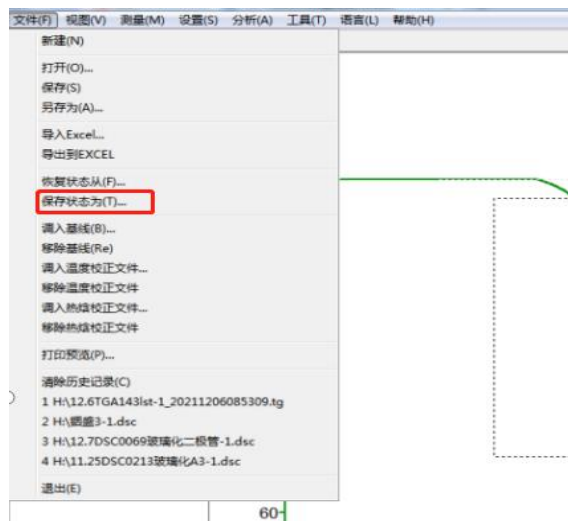 文件(F) 视图(V) 测量(M) 设置(S) 分析(A) 工具(T) 语言(L) 帮助(H)
新建(N)
打开(O)...
保存(S)
另存为(A)...
导入Excel...
导出到EXCEL
恢复状态从(F)...
保存状态为(T)...
调入基线(B)...
移除基线(Re)
调入温度校正文件...
移除温度校正文件
调入热焓校正文件...
移除热焓校正文件
打印预览(P)...
清除历史记录(C)
1 H:\12.6TGA143lst-1_20211206085309.tg
2 H:\鹏盛3-1.dsc
3 H:\12.7DSC0069玻璃化二极管-1.dsc
4 H:\11.25DSC0213玻璃化A3-1.dsc
退出(E)
60